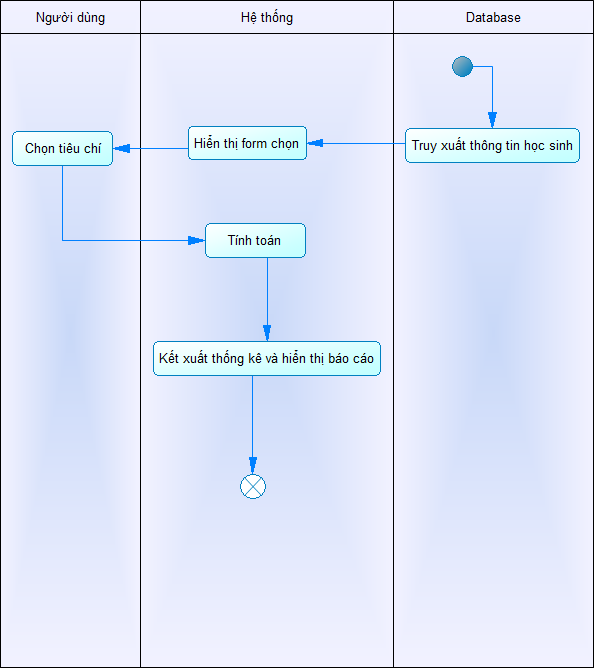 Người dùng
Hệ thống
Database
Truy xuất thông tin học sinh
Hiển thị form chọn
Chọn tiêu chí
Tính toán
Kết xuất thống kê và hiển thị báo cáo